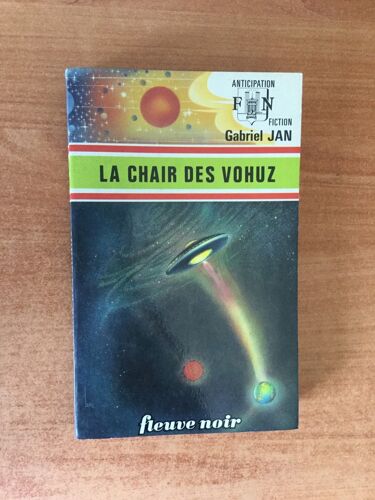 ANTICIPATION
FN
FICTION
Gabriel JAN
LA CHAIR DES VOHUZ
fleuve noir